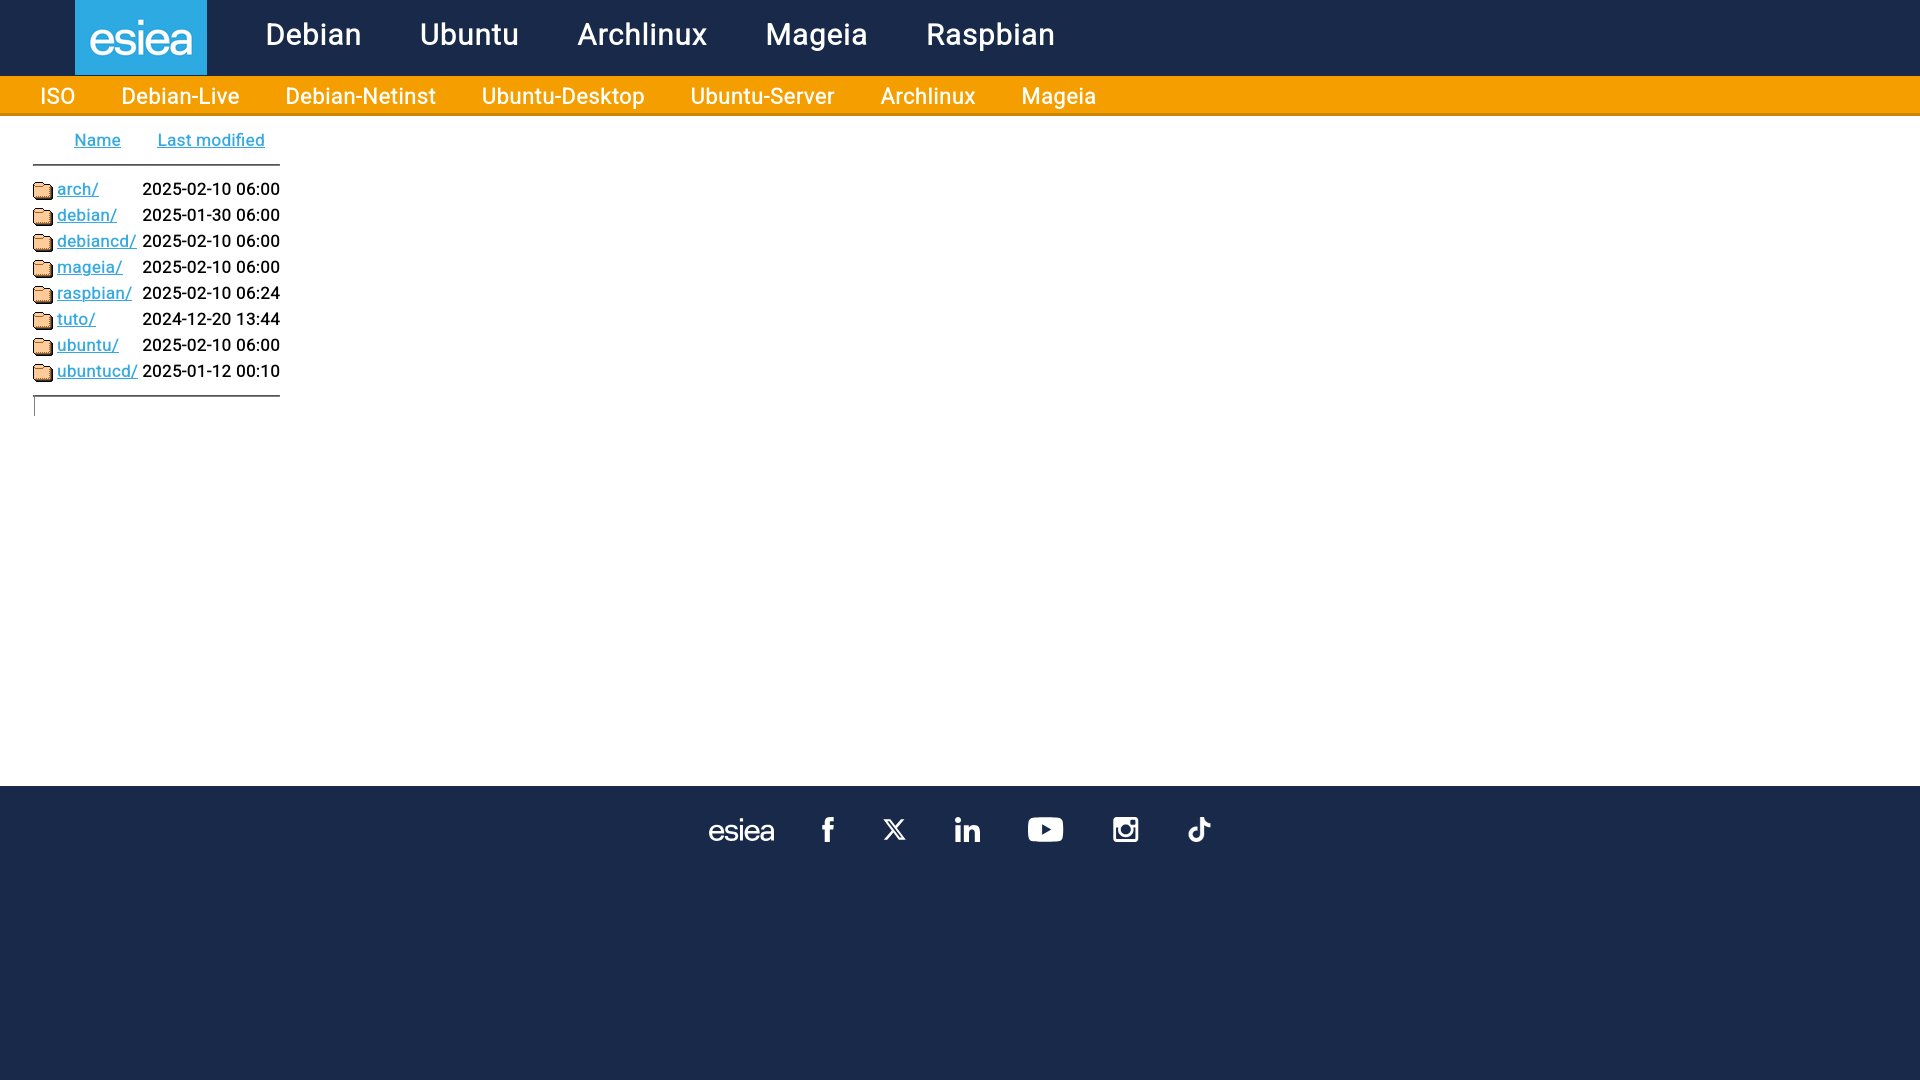 esiea Debian Ubuntu Archlinux Mageia Raspbian
ISO Debian-Live Debian-Netinst Ubuntu-Desktop Ubuntu-Server Archlinux Mageia
Name Last modified
arch/ 2025-02-10 06:00
debian/ 2025-01-30 06:00
debiancd/ 2025-02-10 06:00
mageia/ 2025-02-10 06:00
raspbian/ 2025-02-10 06:24
tuto/ 2024-12-20 13:44
ubuntu/ 2025-02-10 06:00
ubuntucd/ 2025-01-12 00:10
esiea